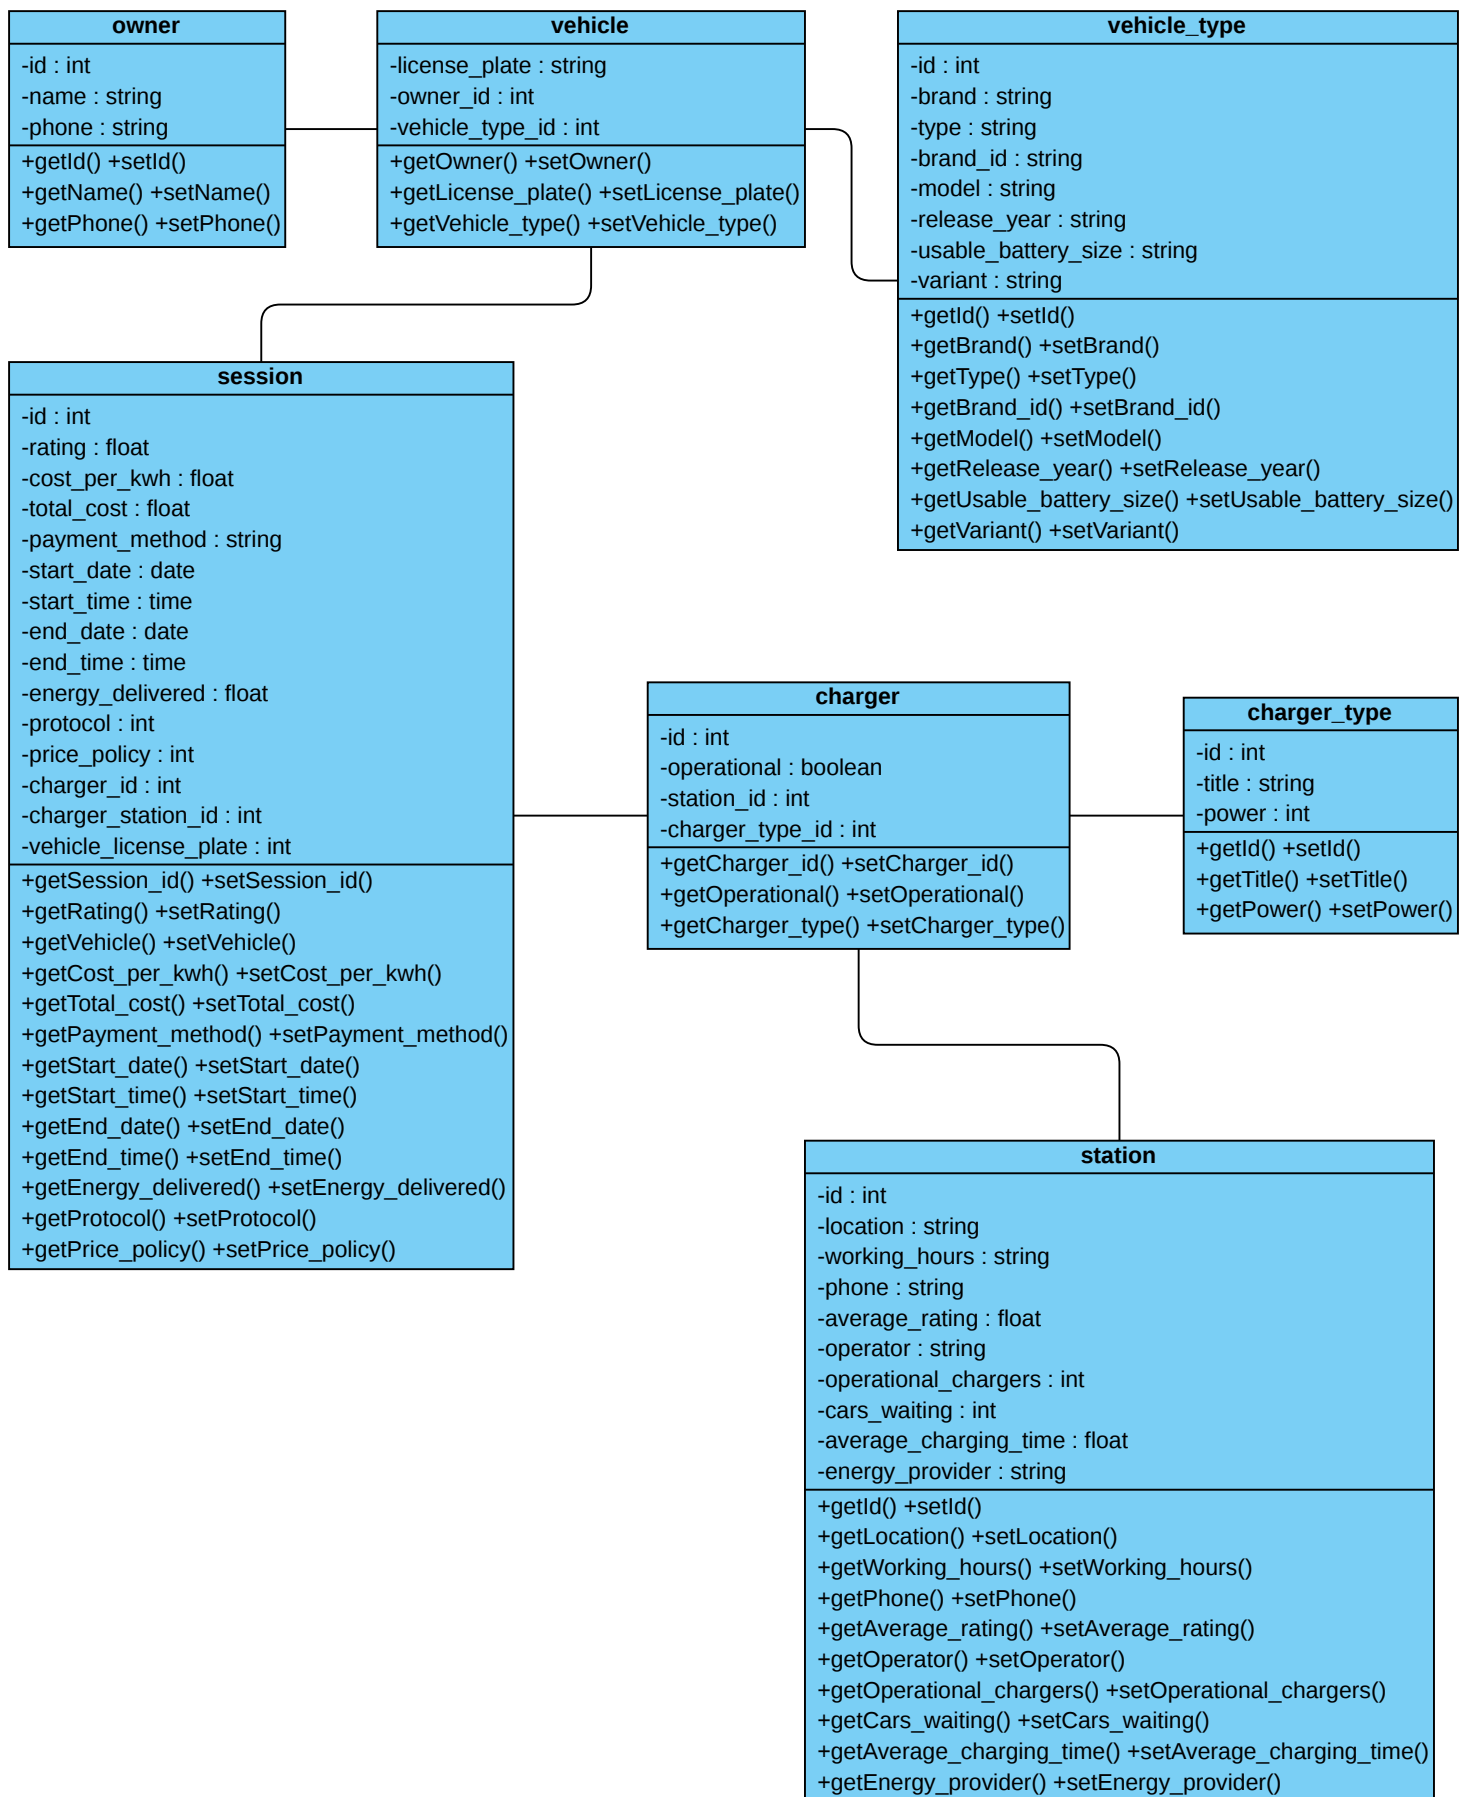 owner
-id : int
-name : string
-phone : string
+getId() +setId()
+getName() +setName()
+getPhone() +setPhone()
vehicle
-license_plate : string
-owner_id : int
-vehicle_type_id : int
+getOwner() +setOwner()
+getLicense_plate() +setLicense_plate()
+getVehicle_type() +setVehicle_type()
vehicle_type
-id : int
-brand : string
-type : string
-brand_id : string
-model : string
-release_year : string
-usable_battery_size : string
-variant : string
+getId() +setId()
+getBrand() +setBrand()
+getType() +setType()
+getBrand_id() +setBrand_id()
+getModel() +setModel()
+getRelease_year() +setRelease_year()
+getUsable_battery_size() +setUsable_battery_size()
+getVariant() +setVariant()
session
-id : int
-rating : float
-cost_per_kwh : float
-total_cost : float
-payment_method : string
-start_date : date
-start_time : time
-end_date : date
-end_time : time
-energy_delivered : float
-protocol : int
-price_policy : int
-charger_id : int
-charger_station_id : int
-vehicle_license_plate : int
+getSession_id() +setSession_id()
+getRating() +setRating()
+getVehicle() +setVehicle()
+getCost_per_kwh() +setCost_per_kwh()
+getTotal_cost() +setTotal_cost()
+getPayment_method() +setPayment_method()
+getStart_date() +setStart_date()
+getStart_time() +setStart_time()
+getEnd_date() +setEnd_date()
+getEnd_time() +setEnd_time()
+getEnergy_delivered() +setEnergy_delivered()
+getProtocol() +setProtocol()
+getPrice_policy() +setPrice_policy()
charger
-id : int
-operational : boolean
-station_id : int
-charger_type_id : int
+getCharger_id() +setCharger_id()
+getOperational() +setOperational()
+getCharger_type() +setCharger_type()
charger_type
-id : int
-title : string
-power : int
+getId() +setId()
+getTitle() +setTitle()
+getPower() +setPower()
station
-id : int
-location : string
-working_hours : string
-phone : string
-average_rating : float
-operator : string
-operational_chargers : int
-cars_waiting : int
-average_charging_time : float
-energy_provider : string
+getId() +setId()
+getLocation() +setLocation()
+getWorking_hours() +setWorking_hours()
+getPhone() +setPhone()
+getAverage_rating() +setAverage_rating()
+getOperator() +setOperator()
+getOperational_chargers() +setOperational_chargers()
+getCars_waiting() +setCars_waiting()
+getAverage_charging_time() +setAverage_charging_time()
+getEnergy_provider() +setEnergy_provider()